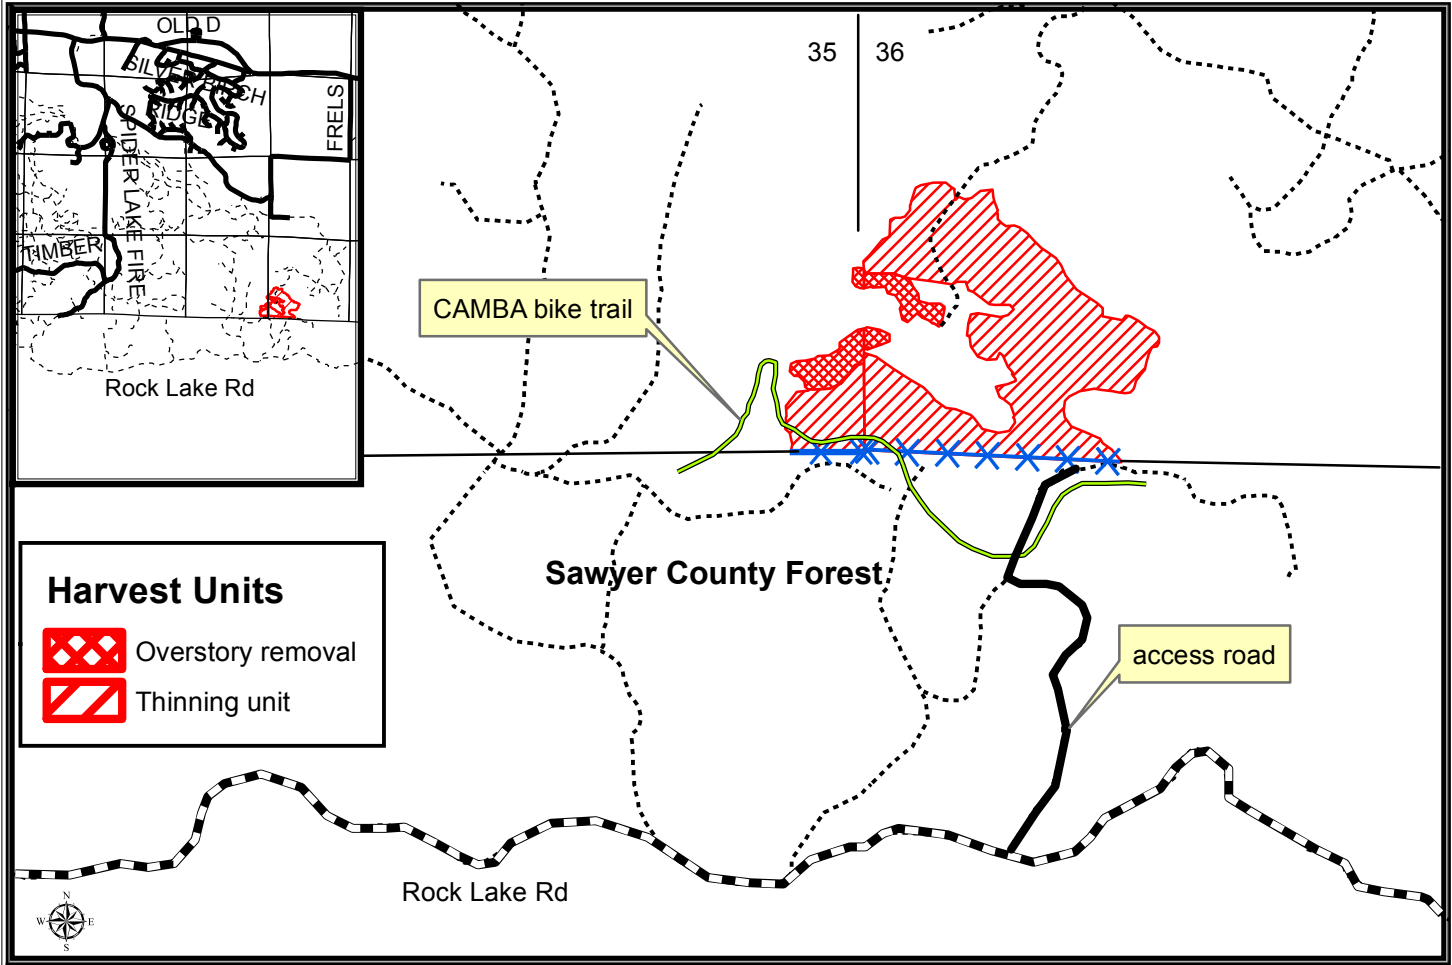 OLD D
SILVER BIRCH
RIDGE
FRELS
SPIDER LAKE FIRE
TIMBER
Rock Lake Rd
35
36
CAMBA bike trail
Sawyer County Forest
Harvest Units
Overstory removal
Thinning unit
access road
Rock Lake Rd
N
W
E
S